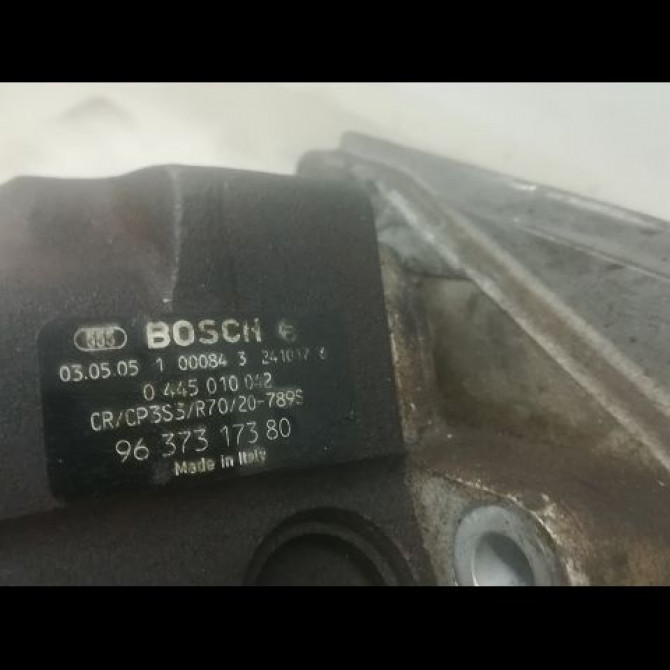 BOSCH
03.05.05 1 00084 3
0 445 010 042
CR/CP3S3/R70/20-789S
96 373 173 80
Made in Italy